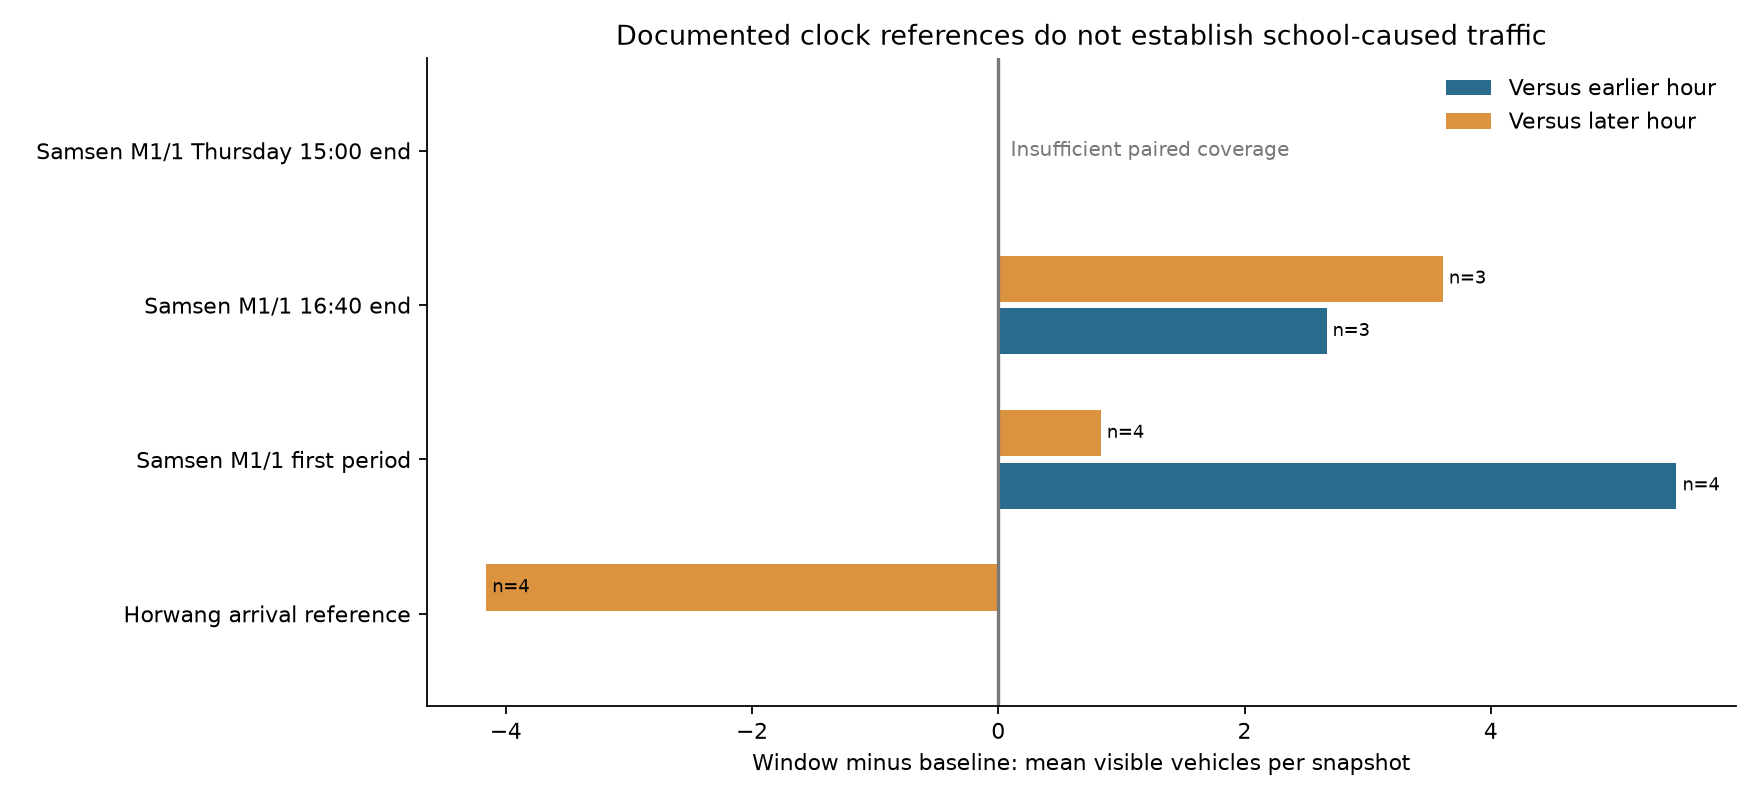 Documented clock references do not establish school-caused traffic
Versus earlier hour
Versus later hour
Samsen M1/1 Thursday 15:00 end
Insufficient paired coverage
Samsen M1/1 16:40 end
n=3
n=3
Samsen M1/1 first period
n=4
n=4
Horwang arrival reference
n=4
−4
−2
0
2
4
Window minus baseline: mean visible vehicles per snapshot